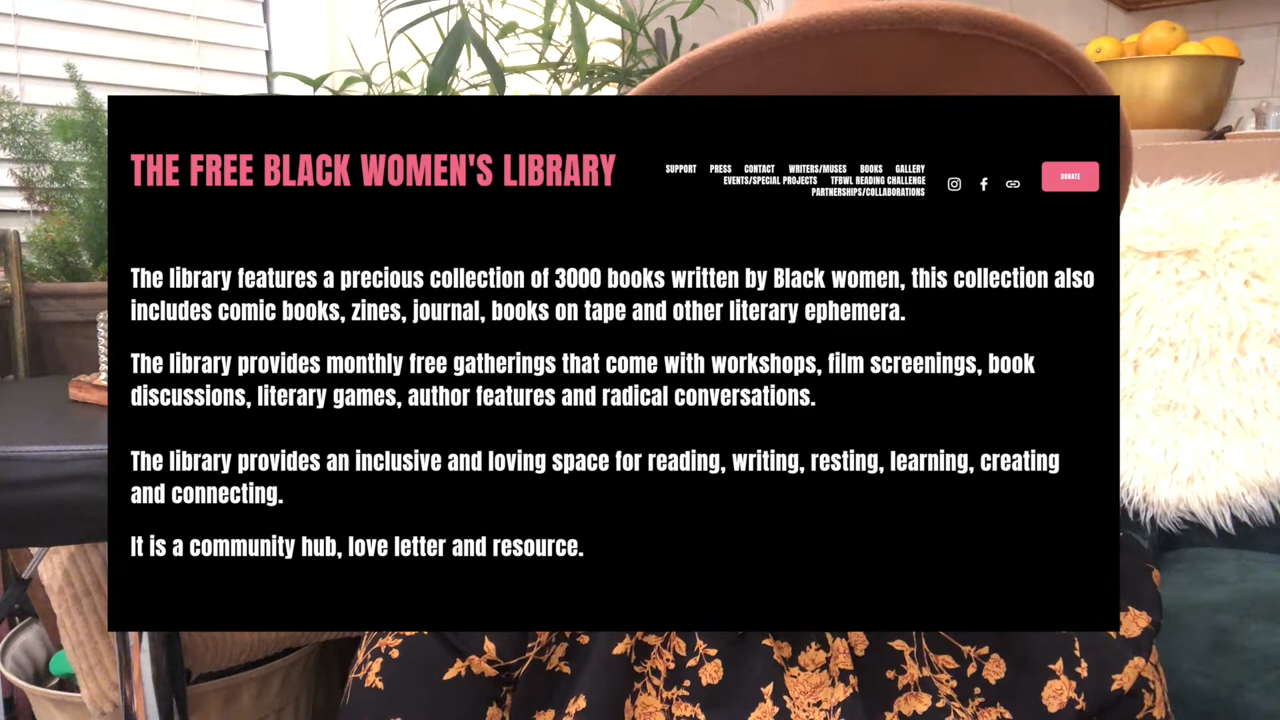 THE FREE BLACK WOMEN'S LIBRARY
SUPPORT PRESS CONTACT WRITERS/MUSES BOOKS GALLERY
EVENTS/SPECIAL PROJECTS TFBWL READING CHALLENGE
PARTNERSHIPS/COLLABORATIONS
DONATE
The library features a precious collection of 3000 books written by Black women, this collection also
includes comic books, zines, journal, books on tape and other literary ephemera.
The library provides monthly free gatherings that come with workshops, film screenings, book
discussions, literary games, author features and radical conversations.
The library provides an inclusive and loving space for reading, writing, resting, learning, creating
and connecting.
It is a community hub, love letter and resource.